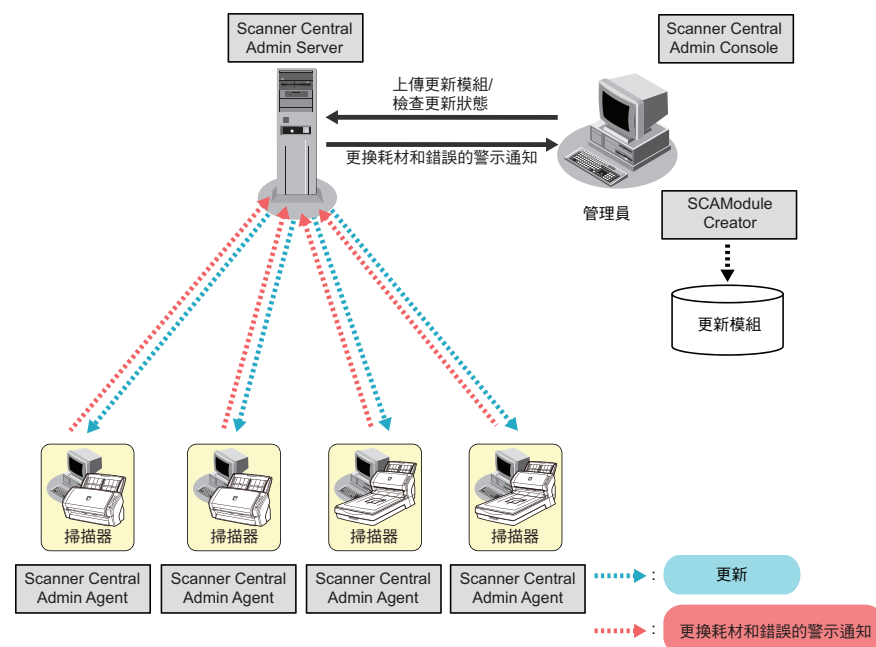 Scanner Central
Admin Server
Scanner Central
Admin Console
上傳更新模組/
檢查更新狀態
更換耗材和錯誤的警示通知
管理員
SCAModule
Creator
更新模組
掃描器
掃描器
掃描器
掃描器
Scanner Central
Admin Agent
Scanner Central
Admin Agent
Scanner Central
Admin Agent
Scanner Central
Admin Agent
: 更新
: 更換耗材和錯誤的警示通知